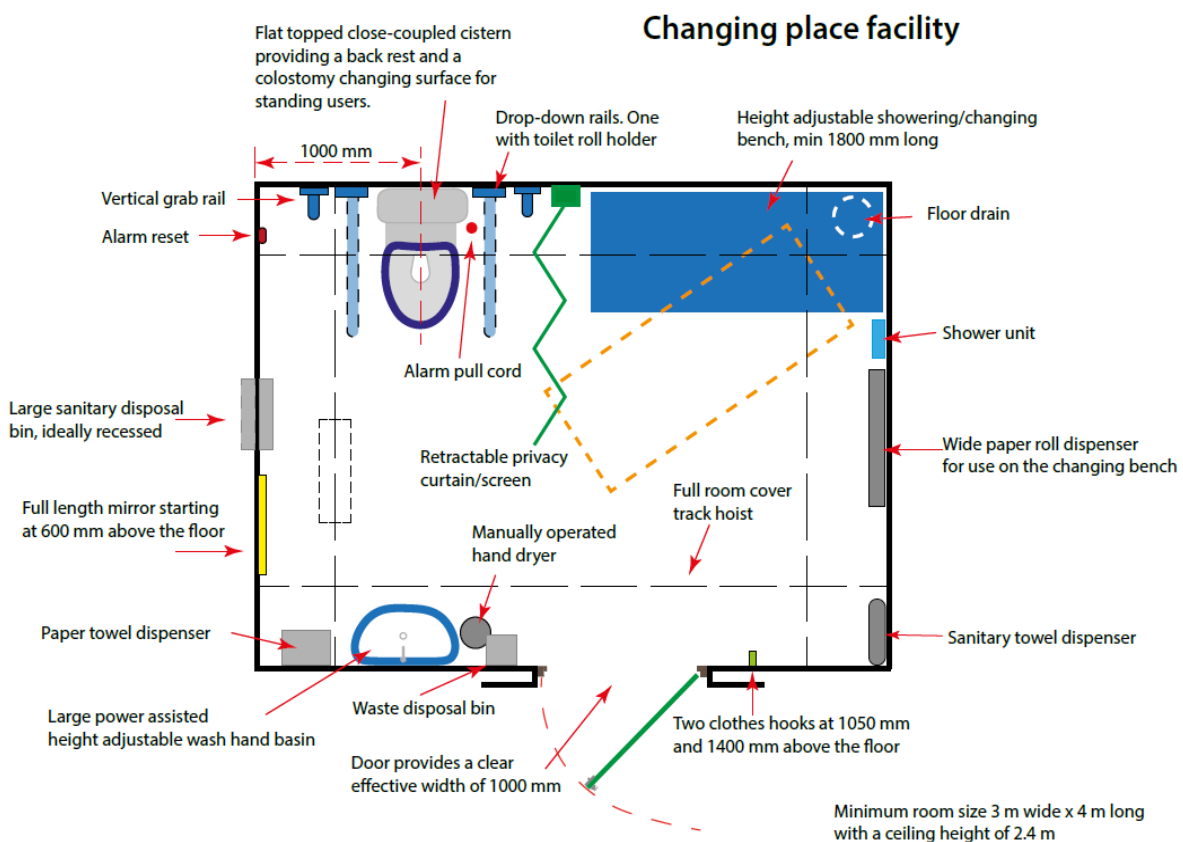 Changing place facility
Flat topped close-coupled cistern
providing a back rest and a
colostomy changing surface for
standing users.
Drop-down rails. One
with toilet roll holder
Height adjustable showering/changing
bench, min 1800 mm long
1000 mm
Vertical grab rail
Alarm reset
Floor drain
Shower unit
Alarm pull cord
Large sanitary disposal
bin, ideally recessed
Retractable privacy
curtain/screen
Wide paper roll dispenser
for use on the changing bench
Full length mirror starting
at 600 mm above the floor
Full room cover
track hoist
Manually operated
hand dryer
Paper towel dispenser
Sanitary towel dispenser
Large power assisted
height adjustable wash hand basin
Waste disposal bin
Door provides a clear
effective width of 1000 mm
Two clothes hooks at 1050 mm
and 1400 mm above the floor
Minimum room size 3 m wide x 4 m long
with a ceiling height of 2.4 m